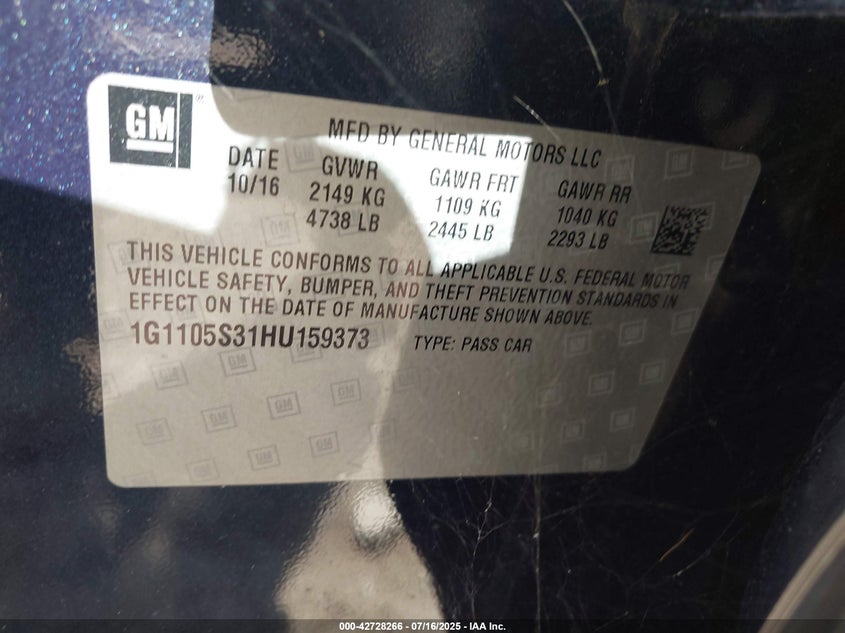 GM ®
MFD BY GENERAL MOTORS LLC
DATE GVWR GAWR FRT GAWR RR
10/16 2149 KG 1109 KG 1040 KG
4738 LB 2445 LB 2293 LB
THIS VEHICLE CONFORMS TO ALL APPLICABLE U.S. FEDERAL MOTOR
VEHICLE SAFETY, BUMPER, AND THEFT PREVENTION STANDARDS IN
EFFECT ON THE DATE OF MANUFACTURE SHOWN ABOVE.
1G1105S31HU159373 TYPE: PASS CAR
000-42728266 - 07/16/2025 - IAA Inc.